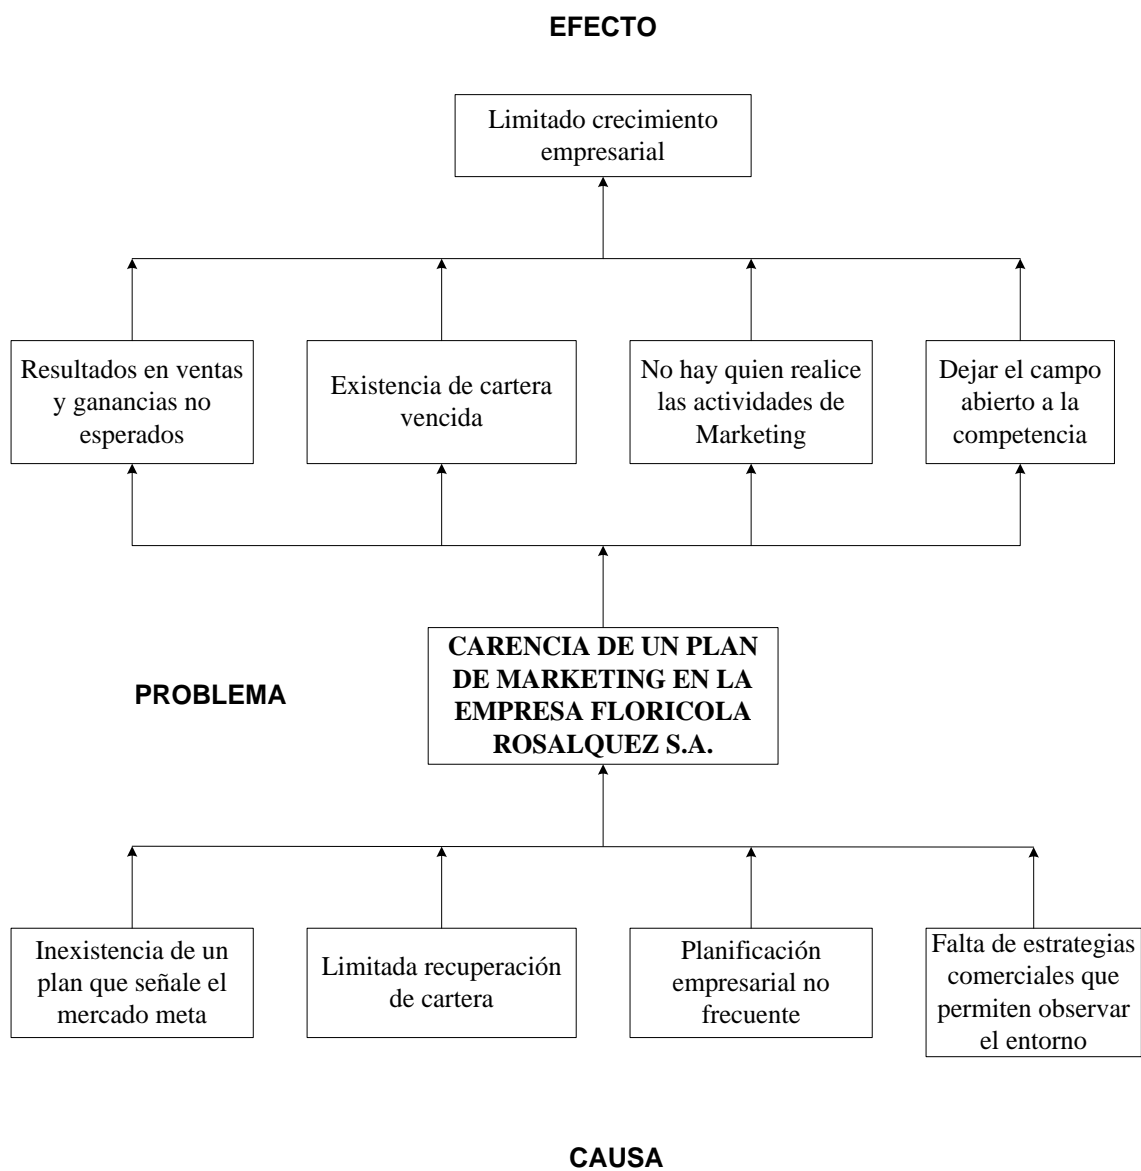 EFECTO
Limitado crecimiento
empresarial
Resultados en ventas
y ganancias no
esperados
Existencia de cartera
vencida
No hay quien realice
las actividades de
Marketing
Dejar el campo
abierto a la
competencia
CARENCIA DE UN PLAN
DE MARKETING EN LA
EMPRESA FLORICOLA
ROSALQUEZ S.A.
PROBLEMA
Inexistencia de un
plan que señale el
mercado meta
Limitada recuperación
de cartera
Planificación
empresarial no
frecuente
Falta de estrategias
comerciales que
permiten observar
el entorno
CAUSA